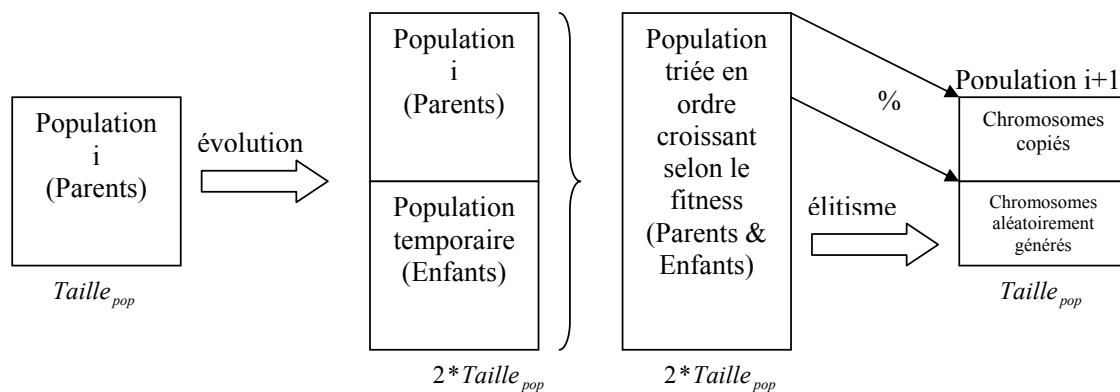 Population
i
(Parents)
Taille_pop
évolution
Population
i
(Parents)
Population
temporaire
(Enfants)
2*Taille_pop
Population
triée en
ordre
croissant
selon le
fitness
(Parents &
Enfants)
2*Taille_pop
%
élitisme
Population i+1
Chromosomes
copiés
Chromosomes
aléatoirement
générés
Taille_pop